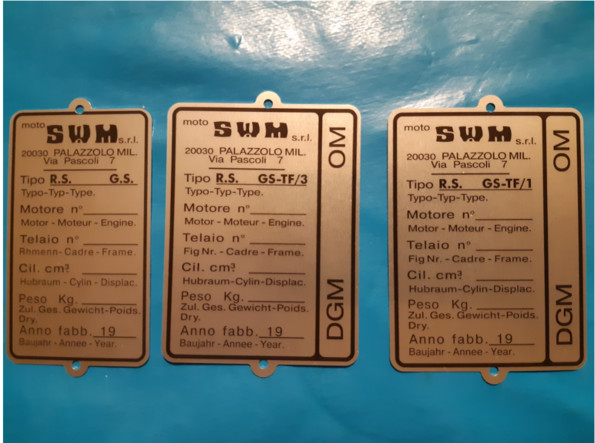 moto SWM s.r.l.
20030 PALAZZOLO MIL.
Via Pascoli 7
Tipo R.S. G.S.
Typo-Typ-Type.
Motore n°
Motor - Moteur - Engine.
Telaio n°
Rhmenn - Cadre - Frame.
Cil. cm³
Hubraum - Cylin - Displac.
Peso Kg.
Zul. Ges. Gewicht-Poids.
Dry.
Anno fabb. 19
Baujahr - Annee - Year.
moto SWM s.r.l.
20030 PALAZZOLO MIL.
Via Pascoli 7
Tipo R.S. GS-TF/3
Typo-Typ-Type.
Motore n°
Motor - Moteur - Engine.
Telaio n°
Fig Nr. - Cadre - Frame.
Cil. cm³
Hubraum-Cylin - Displac.
Peso Kg.
Zul. Ges. Gewicht-Poids.
Dry.
Anno fabb. 19
Baujahr - Annee - Year.
OM
DGM
moto SWM s.r.l.
20030 PALAZZOLO MIL.
Via Pascoli 7
Tipo R.S. GS-TF/1
Typo-Typ-Type.
Motore n°
Motor - Moteur - Engine.
Telaio n°
Fig Nr. - Cadre - Frame.
Cil. cm³
Hubraum-Cylin - Displac.
Peso Kg.
Zul. Ges. Gewicht-Poids.
Dry.
Anno fabb. 19
Baujahr - Annee - Year.
OM
DGM